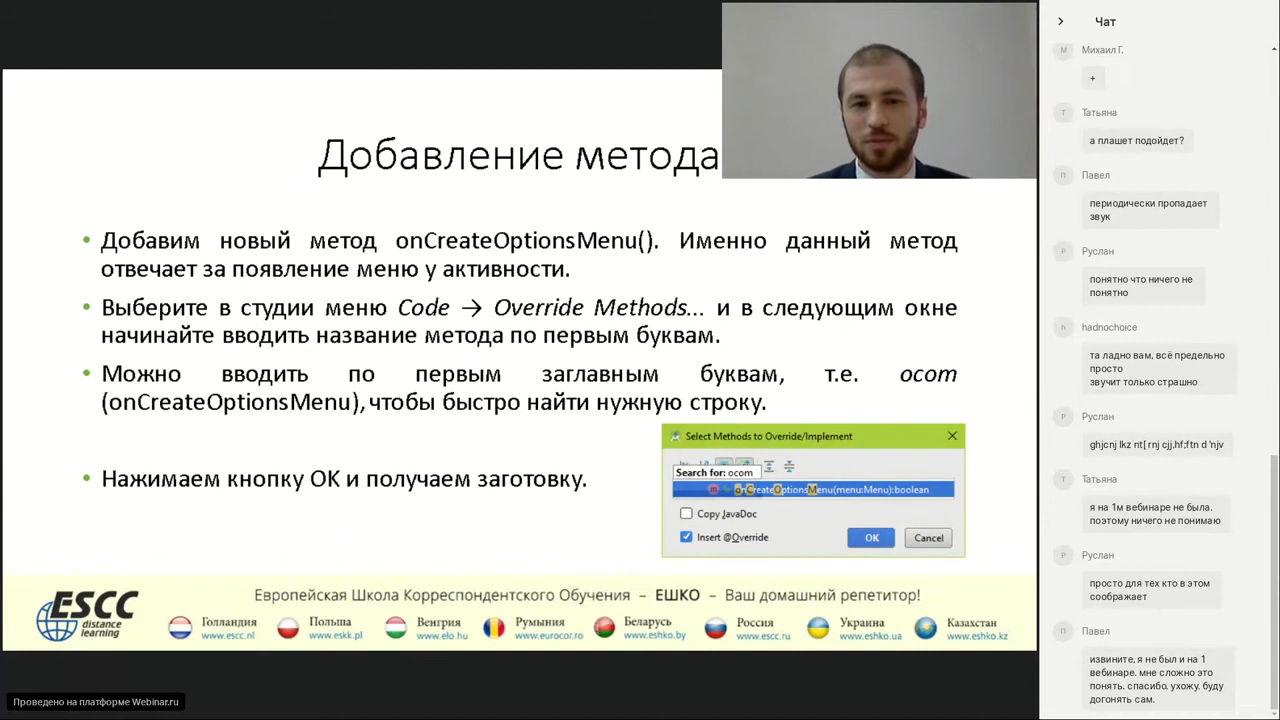 Добавление метода
• Добавим новый метод onCreateOptionsMenu(). Именно данный метод
отвечает за появление меню у активности.
• Выберите в студии меню Code → Override Methods... и в следующим окне
начинайте вводить название метода по первым буквам.
• Можно вводить по первым заглавным буквам, т.е. ocom
(onCreateOptionsMenu), чтобы быстро найти нужную строку.
• Нажимаем кнопку OK и получаем заготовку.
Select Methods to Override/Implement
Search for: ocom
onCreateOptionsMenu(menu:Menu):boolean
Copy JavaDoc
Insert @Override
OK
Cancel
ESCC
distance
learning
Европейская Школа Корреспондентского Обучения – ЕШКО – Ваш домашний репетитор!
Голландия
www.escc.nl
Польша
www.eskk.pl
Венгрия
www.elo.hu
Румыния
www.eurocor.ro
Беларусь
www.eshko.by
Россия
www.escc.ru
Украина
www.eshko.ua
Казахстан
www.eshko.kz
Проведено на платформе Webinar.ru
Чат
М
Михаил Г.
+
Т
Татьяна
а плашет подойдет?
П
Павел
периодически пропадает
звук
Р
Руслан
понятно что ничего не
понятно
h
hadnochoice
та ладно вам, всё предельно
просто
звучит только страшно
Р
Руслан
ghjcnj lkz nt[ rnj cjj,hf;ftn d 'njv
Т
Татьяна
я на 1м вебинаре не была.
поэтому ничего не понимаю
Р
Руслан
просто для тех кто в этом
соображает
П
Павел
извините, я не был и на 1
вебинаре. мне сложно это
понять. спасибо. ухожу. буду
догонять сам.